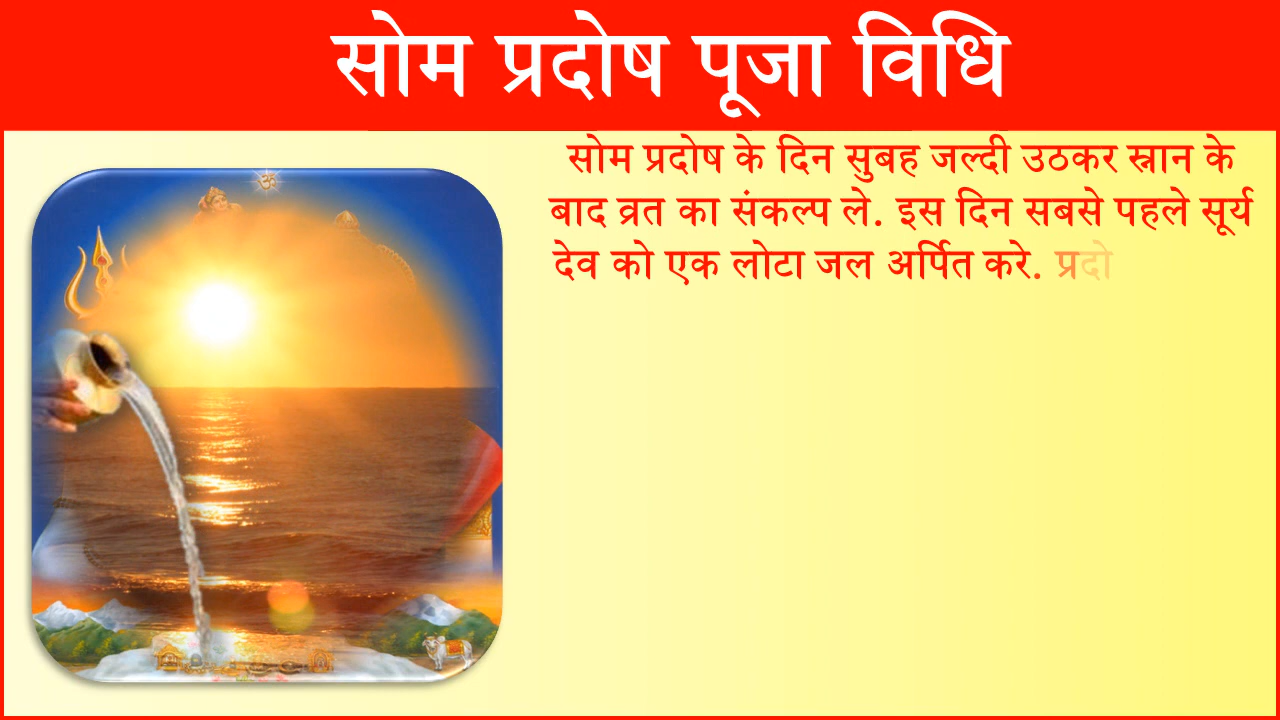 सोम प्रदोष पूजा विधि
सोम प्रदोष के दिन सुबह जल्दी उठकर स्नान के
बाद व्रत का संकल्प ले. इस दिन सबसे पहले सूर्य
देव को एक लोटा जल अर्पित करे. प्रदो
ॐ